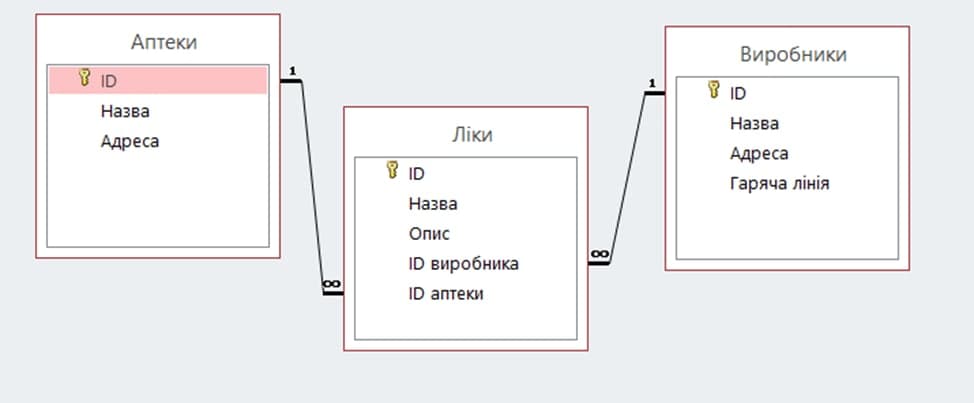 Аптеки
ID
Назва
Адреса
1
∞
Ліки
ID
Назва
Опис
ID виробника
ID аптеки
∞
1
Виробники
ID
Назва
Адреса
Гаряча лінія